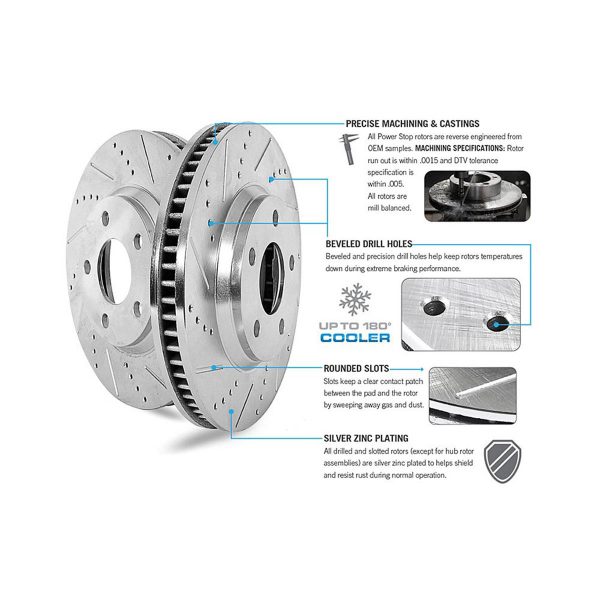 PRECISE MACHINING & CASTINGS
All Power Stop rotors are reverse engineered from
OEM samples. MACHINING SPECIFICATIONS: Rotor
run out is within .0015 and DTV tolerance
specification is
within .005.
All rotors are
mill balanced.
BEVELED DRILL HOLES
Beveled and precision drill holes help keep rotors temperatures
down during extreme braking performance.
UP TO 180°
COOLER
ROUNDED SLOTS
Slots keep a clear contact patch
between the pad and the rotor
by sweeping away gas and dust.
SILVER ZINC PLATING
All drilled and slotted rotors (except for hub rotor
assemblies) are silver zinc plated to helps shield
and resist rust during normal operation.